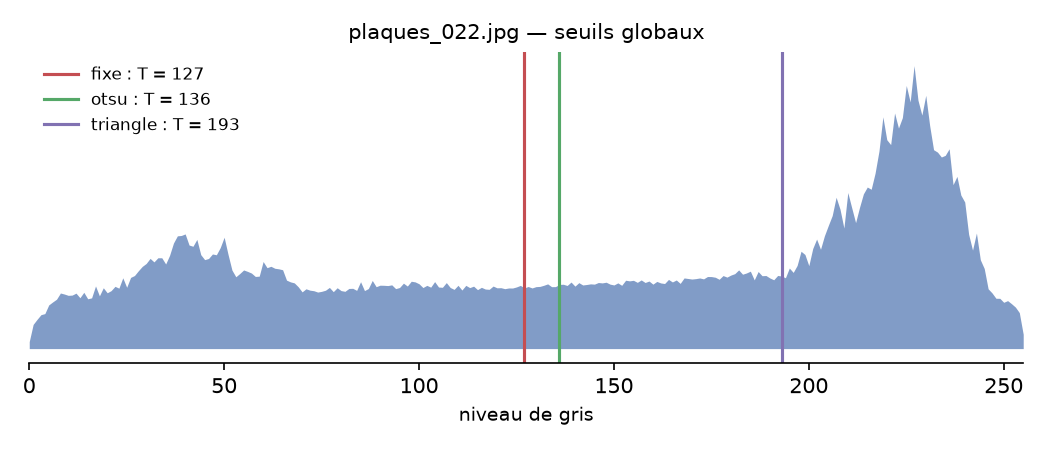 plaques_022.jpg — seuils globaux
fixe : T = 127
otsu : T = 136
triangle : T = 193
0 50 100 150 200 250
niveau de gris